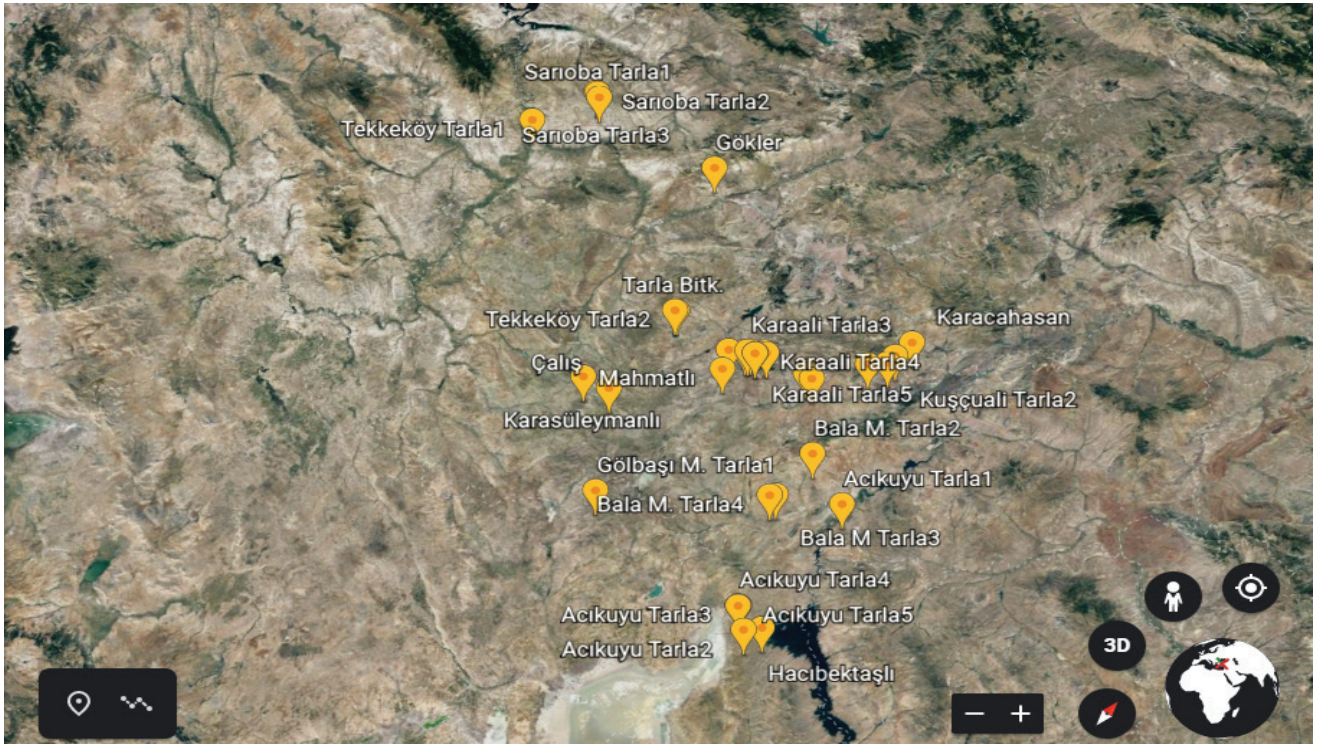 Sarıoba Tarla1
Sarıoba Tarla2
Tekkeköy Tarla1
Sarıoba Tarla3
Gökler
Tarla Bitk.
Tekkeköy Tarla2
Karaali Tarla3
Karacahasan
Çalış
Mahmatlı
Karaali Tarla4
Karaali Tarla5
Kuşçuali Tarla2
Karasüleymanlı
Bala M. Tarla2
Gölbaşı M. Tarla1
Acıkuyu Tarla1
Bala M. Tarla4
Bala M Tarla3
Acıkuyu Tarla4
Acıkuyu Tarla3
Acıkuyu Tarla5
Acıkuyu Tarla2
Hacıbektaşlı
3D